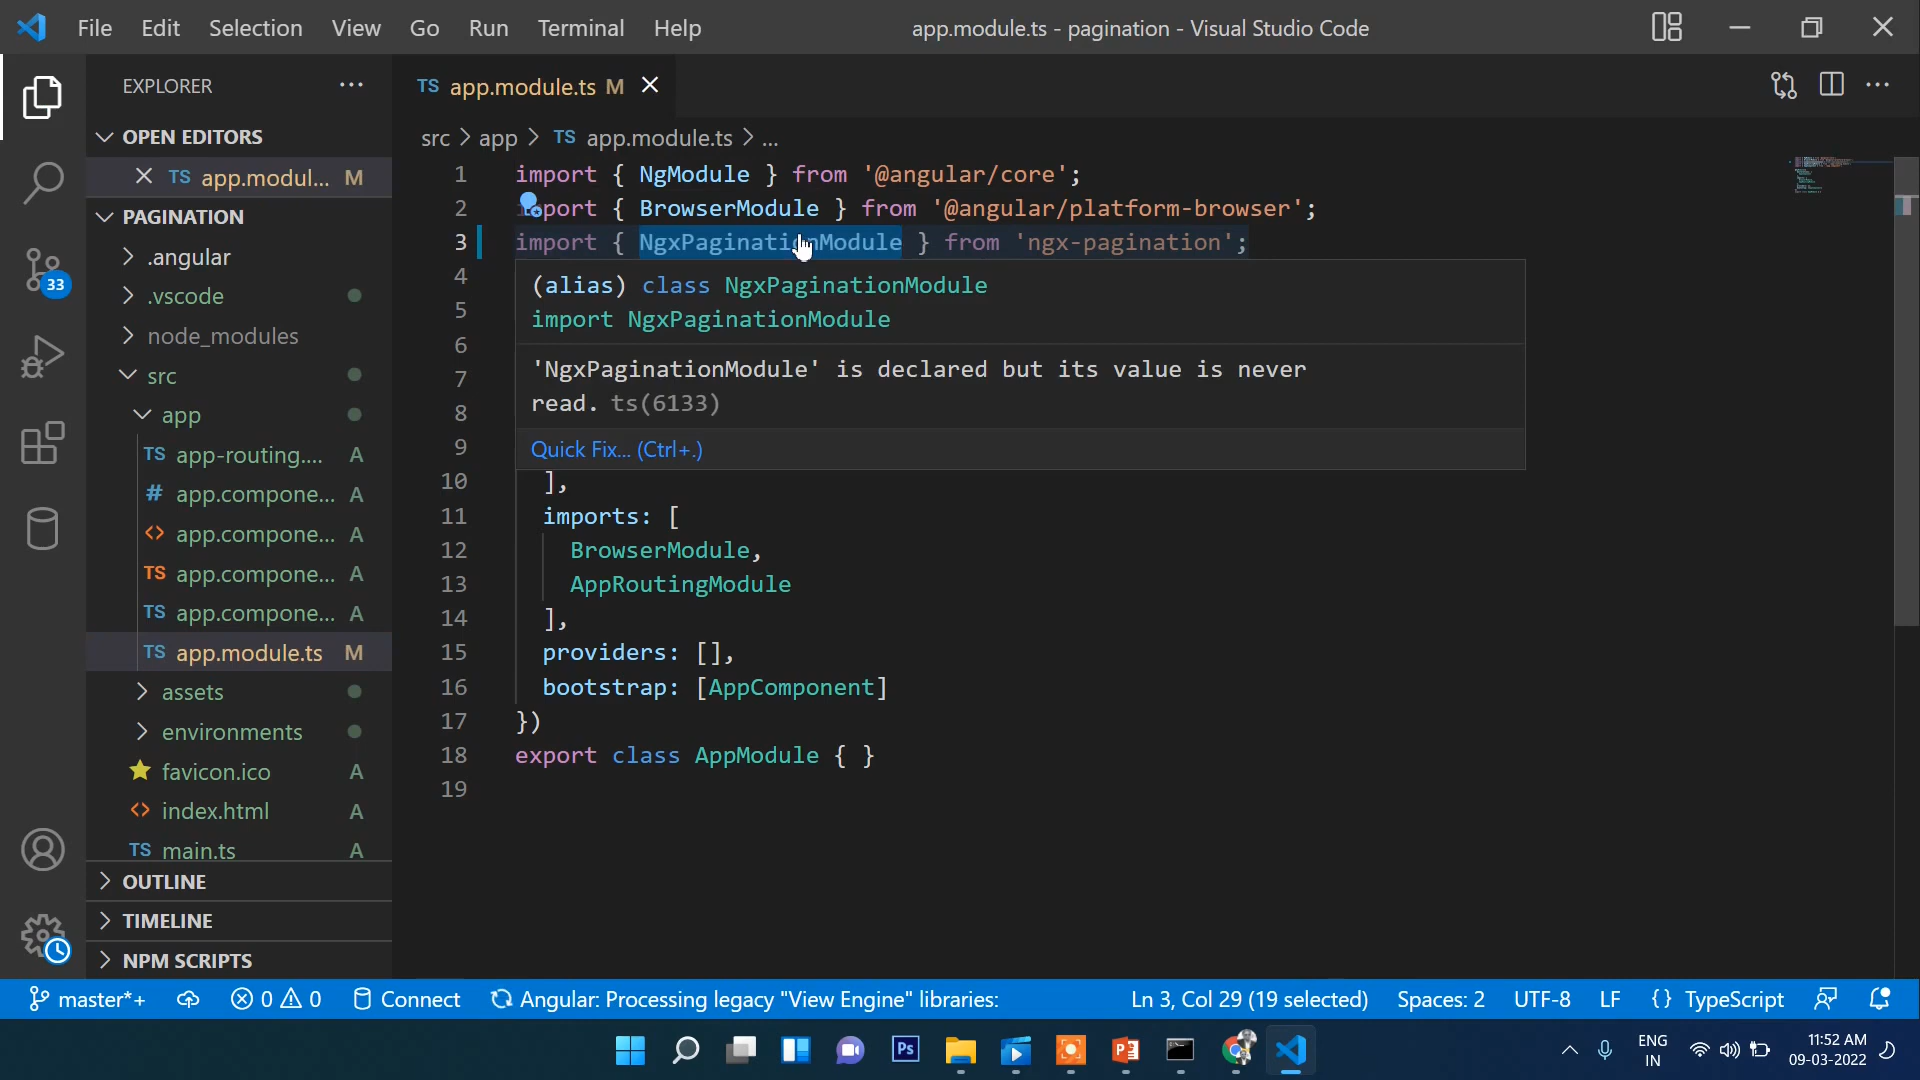 File Edit Selection View Go Run Terminal Help
app.module.ts - pagination - Visual Studio Code
EXPLORER
OPEN EDITORS
TS app.modul... M
PAGINATION
.angular
.vscode
node_modules
src
app
TS app-routing.... A
# app.compone... A
<> app.compone... A
TS app.compone... A
TS app.compone... A
TS app.module.ts M
assets
environments
favicon.ico A
<> index.html A
TS main.ts A
OUTLINE
TIMELINE
NPM SCRIPTS
33
TS app.module.ts M
src > app > TS app.module.ts > ...
1 import { NgModule } from '@angular/core';
2 import { BrowserModule } from '@angular/platform-browser';
3 import { NgxPaginationModule } from 'ngx-pagination';
4
5
6
7
8
9
(alias) class NgxPaginationModule
import NgxPaginationModule
'NgxPaginationModule' is declared but its value is never
read. ts(6133)
Quick Fix... (Ctrl+.)
10 ],
11 imports: [
12 BrowserModule,
13 AppRoutingModule
14 ],
15 providers: [],
16 bootstrap: [AppComponent]
17 })
18 export class AppModule { }
19
master*+ 0 0 Connect Angular: Processing legacy "View Engine" libraries: Ln 3, Col 29 (19 selected) Spaces: 2 UTF-8 LF {} TypeScript
Ps
P
ENG
IN
11:52 AM
09-03-2022